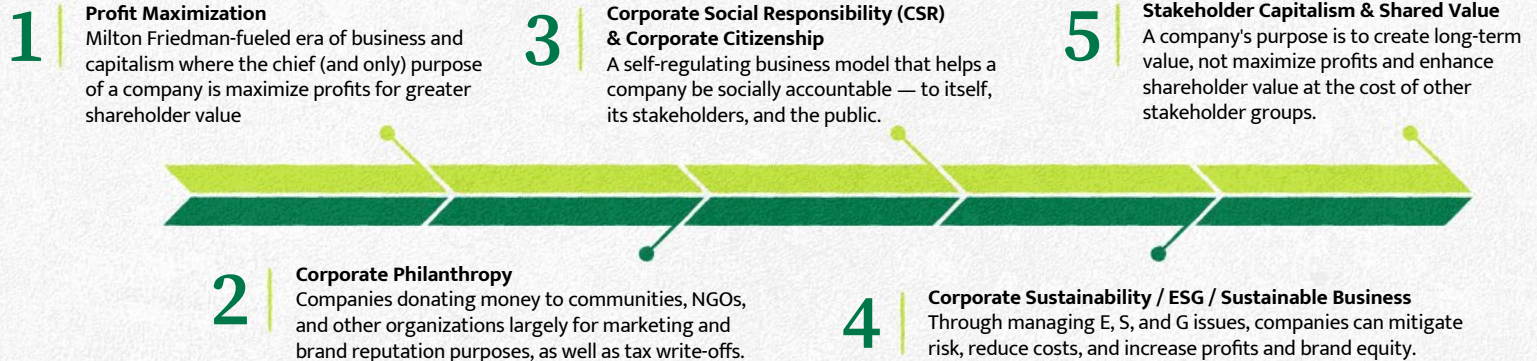 1
Profit Maximization
Milton Friedman-fueled era of business and
capitalism where the chief (and only) purpose
of a company is maximize profits for greater
shareholder value
2
Corporate Philanthropy
Companies donating money to communities, NGOs,
and other organizations largely for marketing and
brand reputation purposes, as well as tax write-offs.
3
Corporate Social Responsibility (CSR)
& Corporate Citizenship
A self-regulating business model that helps a
company be socially accountable — to itself,
its stakeholders, and the public.
4
Corporate Sustainability / ESG / Sustainable Business
Through managing E, S, and G issues, companies can mitigate
risk, reduce costs, and increase profits and brand equity.
5
Stakeholder Capitalism & Shared Value
A company's purpose is to create long-term
value, not maximize profits and enhance
shareholder value at the cost of other
stakeholder groups.